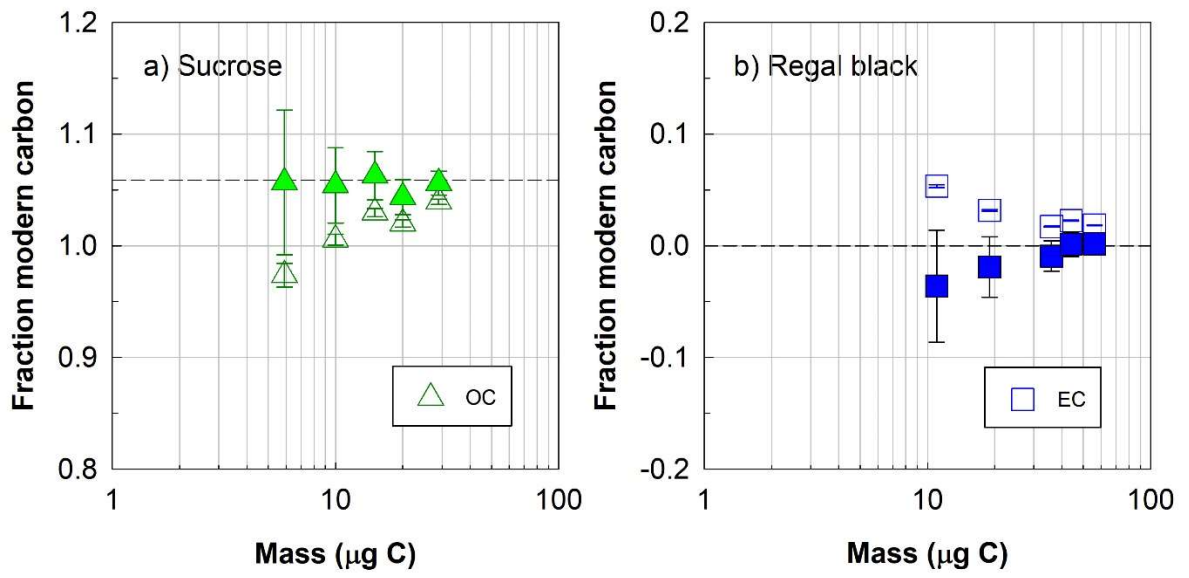 a) Sucrose
Fraction modern carbon
1.2
1.1
1.0
0.9
0.8
OC
1
10
100
Mass (μg C)
b) Regal black
Fraction modern carbon
0.2
0.1
0.0
-0.1
-0.2
EC
1
10
100
Mass (μg C)